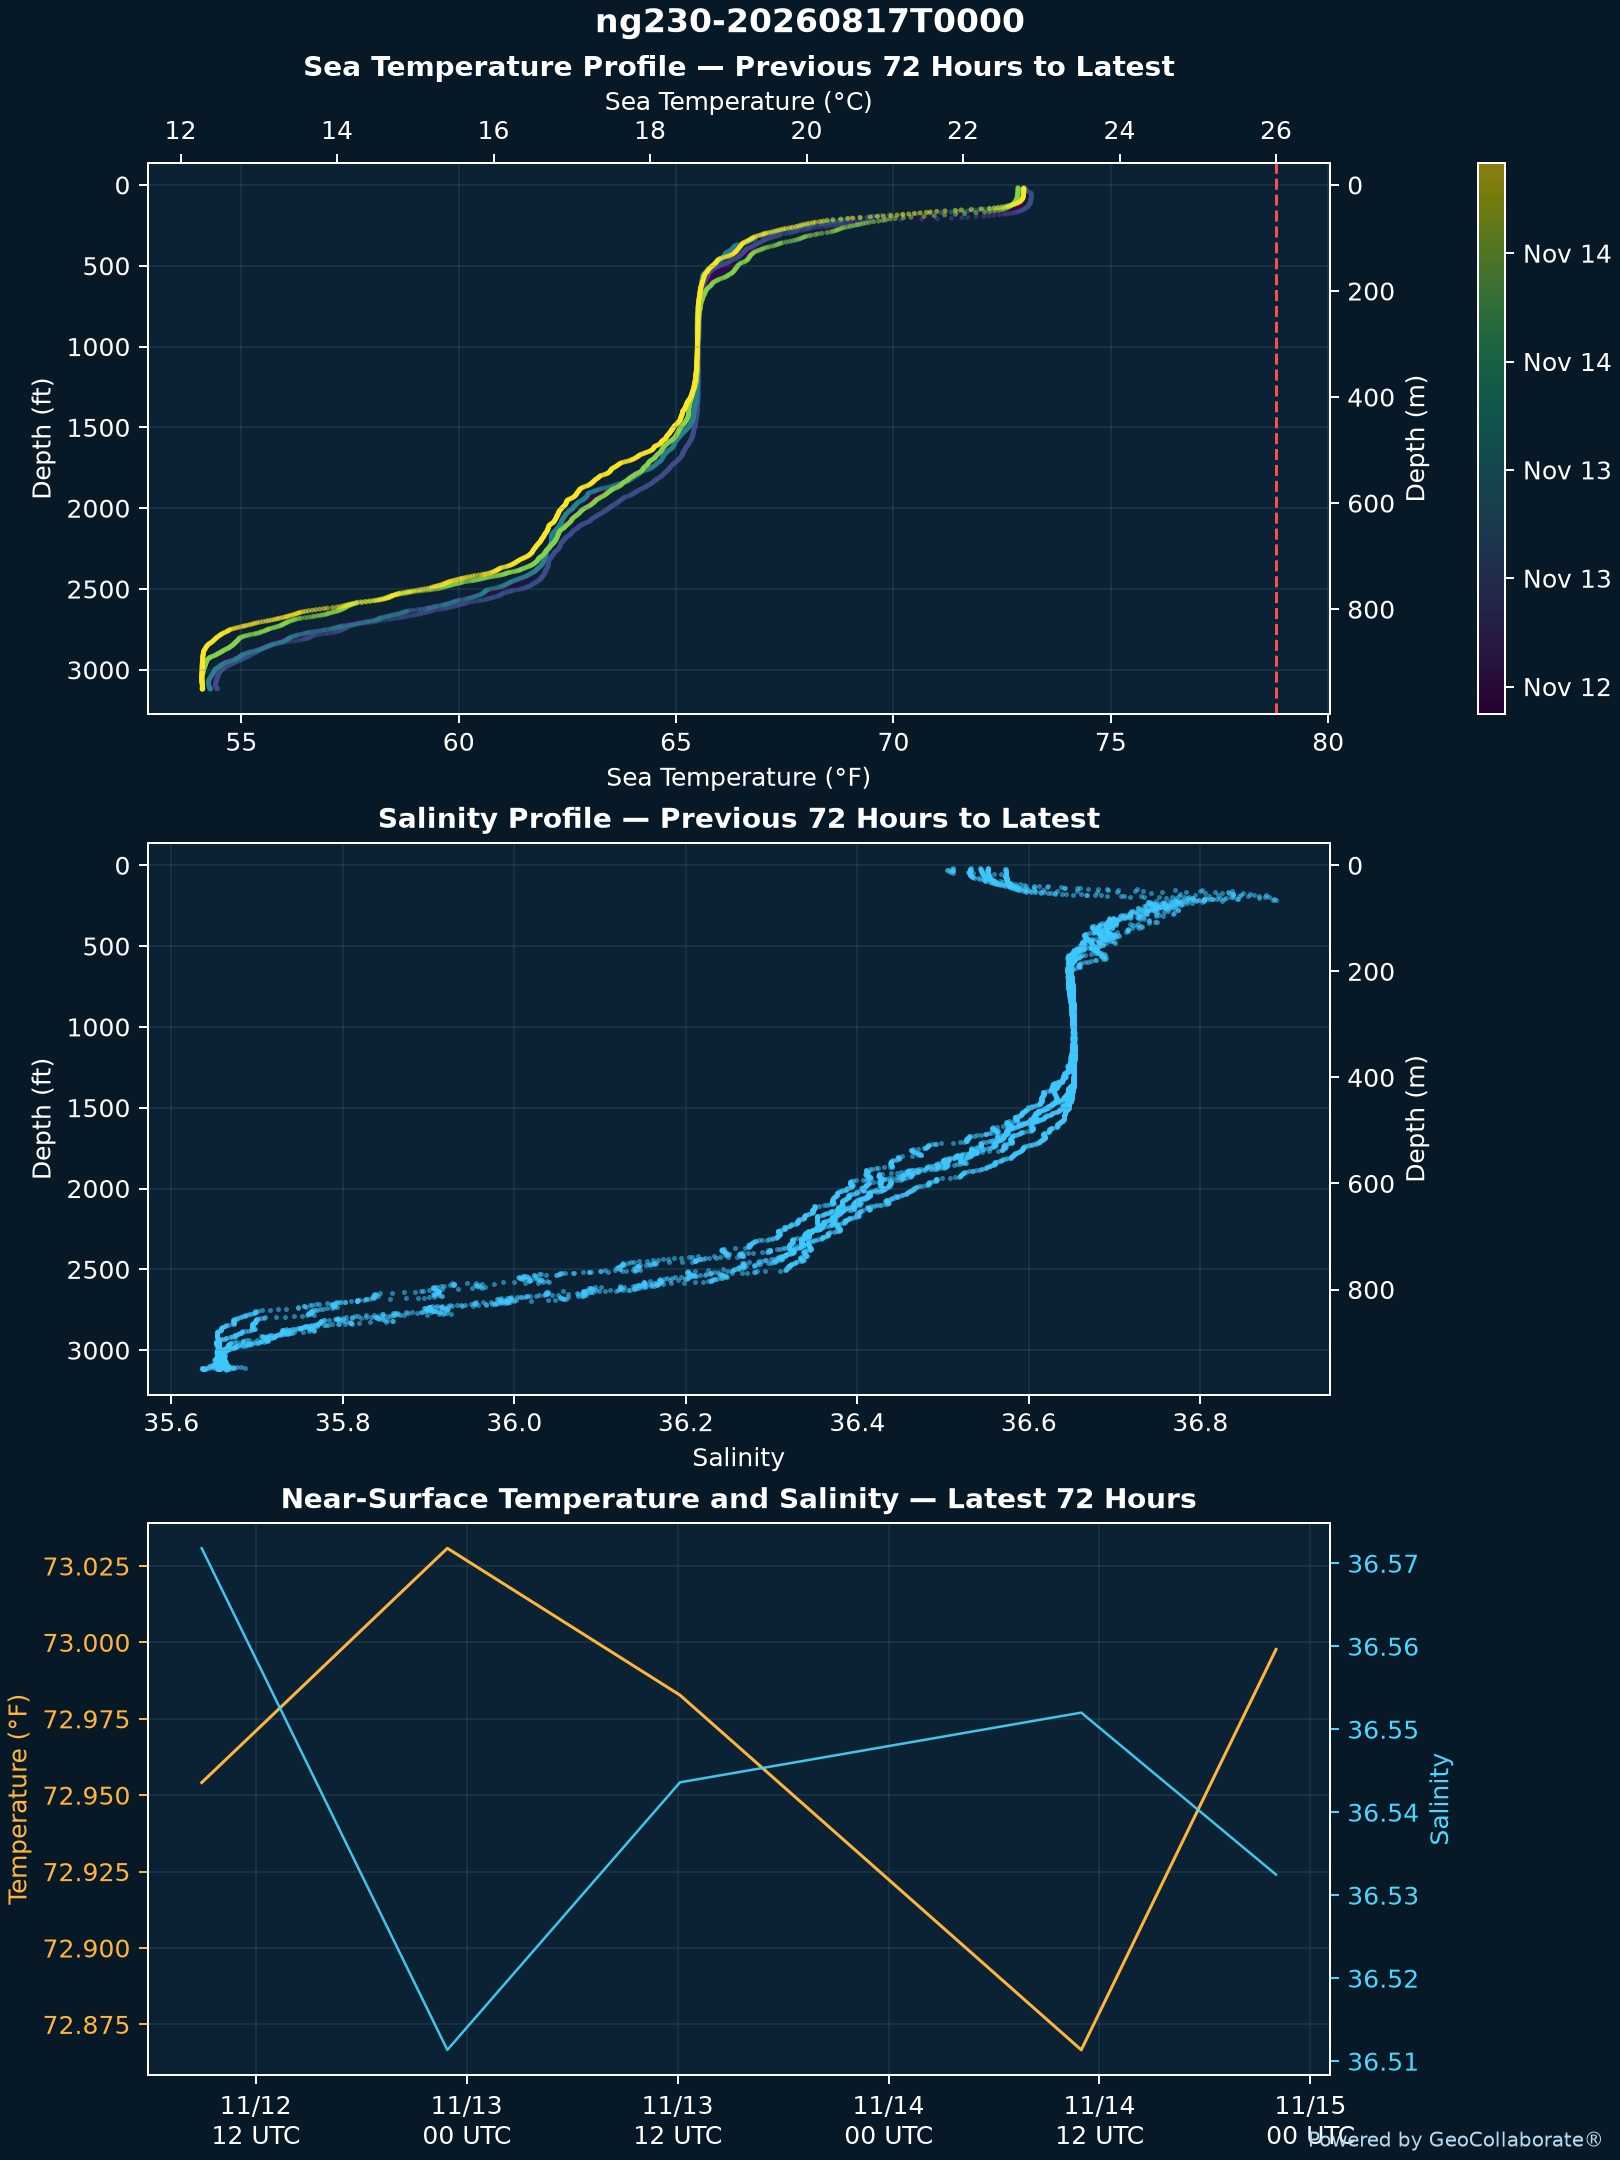 ng230-20260817T0000
Sea Temperature Profile — Previous 72 Hours to Latest
Sea Temperature (°C)
12 14 16 18 20 22 24 26
0
500
1000
1500
2000
2500
3000
Depth (ft)
0
200
400
600
800
Depth (m)
Nov 14
Nov 14
Nov 13
Nov 13
Nov 12
55 60 65 70 75 80
Sea Temperature (°F)
Salinity Profile — Previous 72 Hours to Latest
0
500
1000
1500
2000
2500
3000
Depth (ft)
0
200
400
600
800
Depth (m)
35.6 35.8 36.0 36.2 36.4 36.6 36.8
Salinity
Near-Surface Temperature and Salinity — Latest 72 Hours
73.025
73.000
72.975
72.950
72.925
72.900
72.875
Temperature (°F)
36.57
36.56
36.55
36.54
36.53
36.52
36.51
Salinity
11/12 11/13 11/13 11/14 11/14 11/15
12 UTC 00 UTC 12 UTC 00 UTC 12 UTC 00 UTC
Powered by GeoCollaborate®